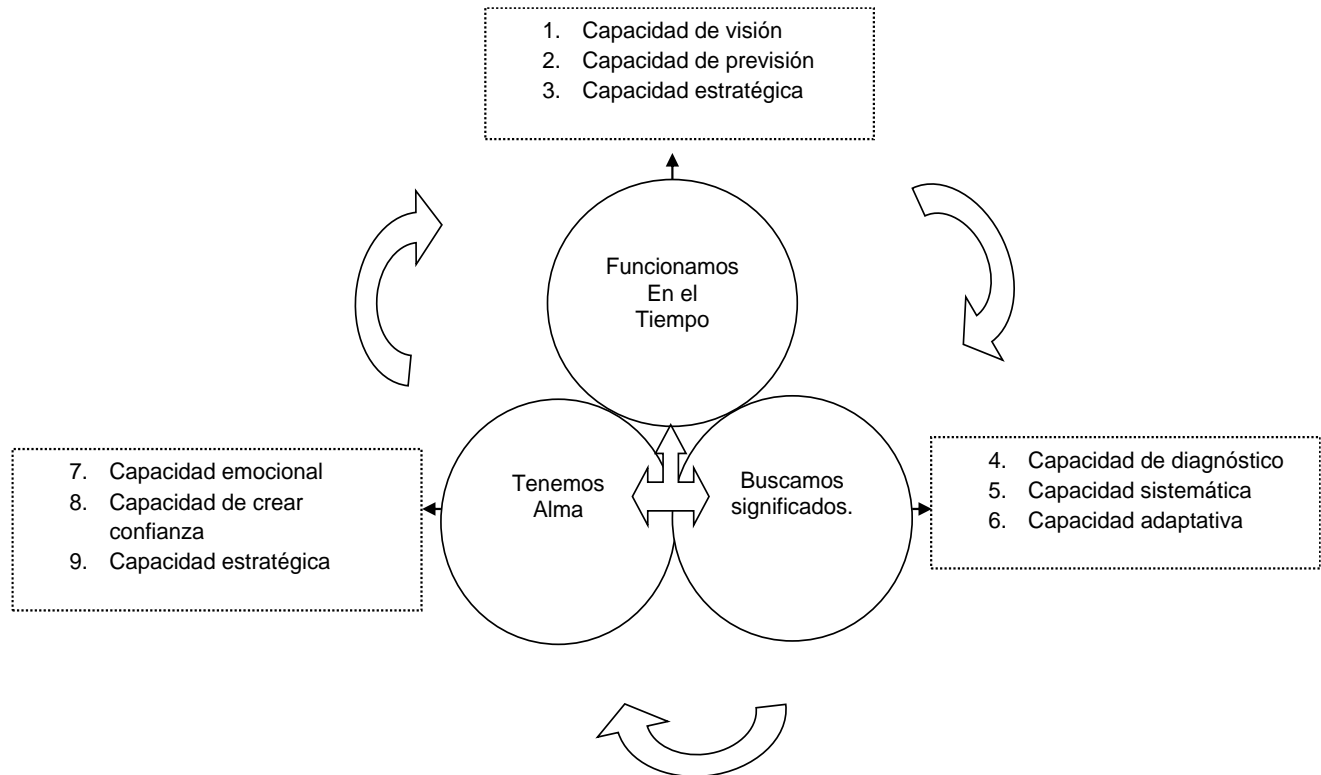 1. Capacidad de visión
2. Capacidad de previsión
3. Capacidad estratégica
Funcionamos
En el
Tiempo
7. Capacidad emocional
8. Capacidad de crear
confianza
9. Capacidad estratégica
Tenemos
Alma
Buscamos
significados.
4. Capacidad de diagnóstico
5. Capacidad sistemática
6. Capacidad adaptativa